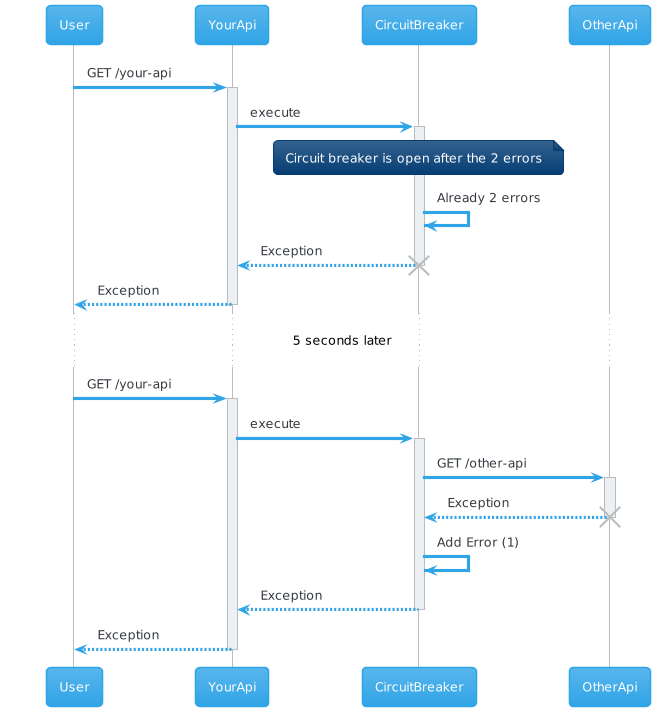 User YourApi CircuitBreaker OtherApi
GET /your-api
execute
Circuit breaker is open after the 2 errors
Already 2 errors
Exception
Exception
5 seconds later
GET /your-api
execute
GET /other-api
Exception
Add Error (1)
Exception
Exception
User YourApi CircuitBreaker OtherApi